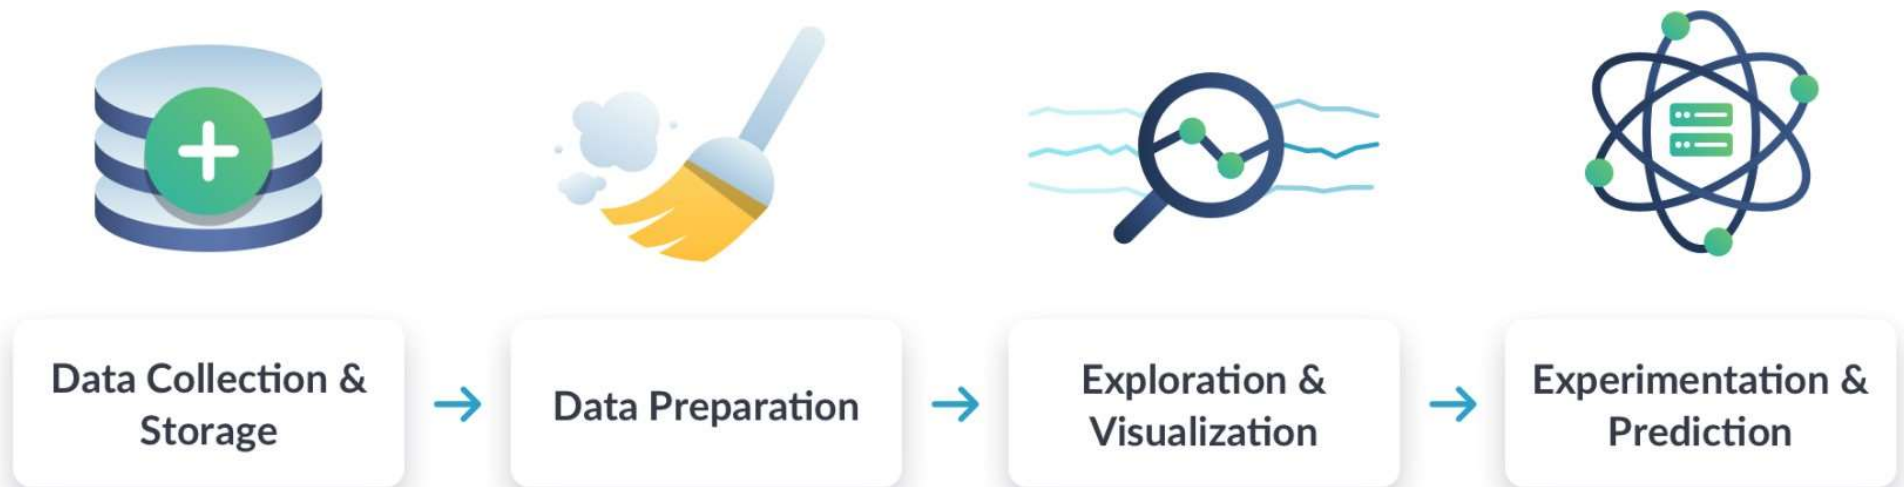 Data Collection &
Storage
Data Preparation
Exploration &
Visualization
Experimentation &
Prediction